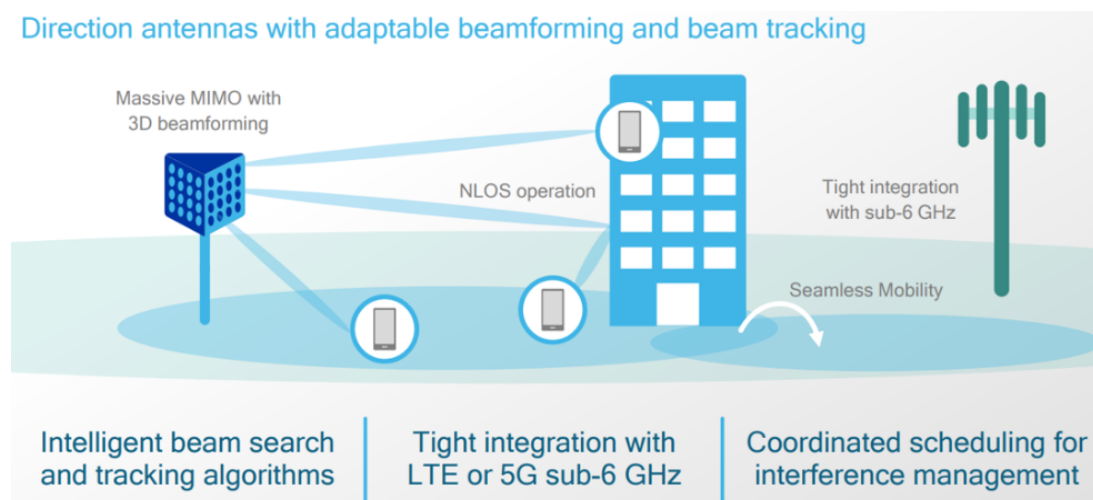 Direction antennas with adaptable beamforming and beam tracking
Massive MIMO with
3D beamforming
NLOS operation
Tight integration
with sub-6 GHz
Seamless Mobility
Intelligent beam search
and tracking algorithms
Tight integration with
LTE or 5G sub-6 GHz
Coordinated scheduling for
interference management